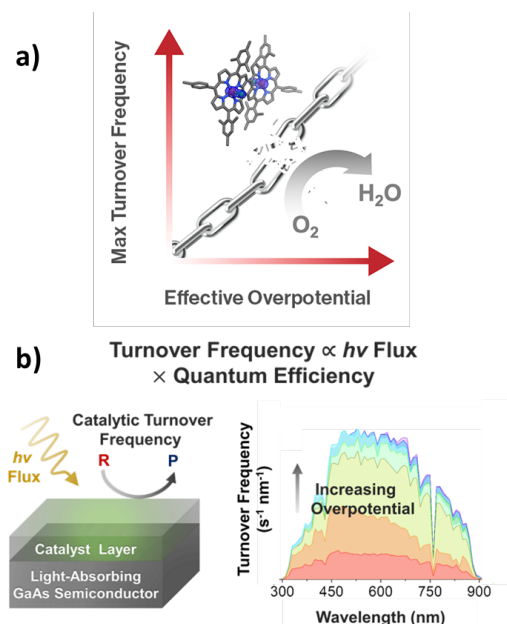 a)
Max Turnover Frequency
O₂
H₂O
Effective Overpotential
b)
Turnover Frequency ∝ hν Flux
× Quantum Efficiency
Catalytic Turnover
Frequency
hν
Flux
R
P
Catalyst Layer
Light-Absorbing
GaAs Semiconductor
Turnover Frequency
(s⁻¹ nm⁻¹)
Increasing
Overpotential
300 450 600 750 900
Wavelength (nm)